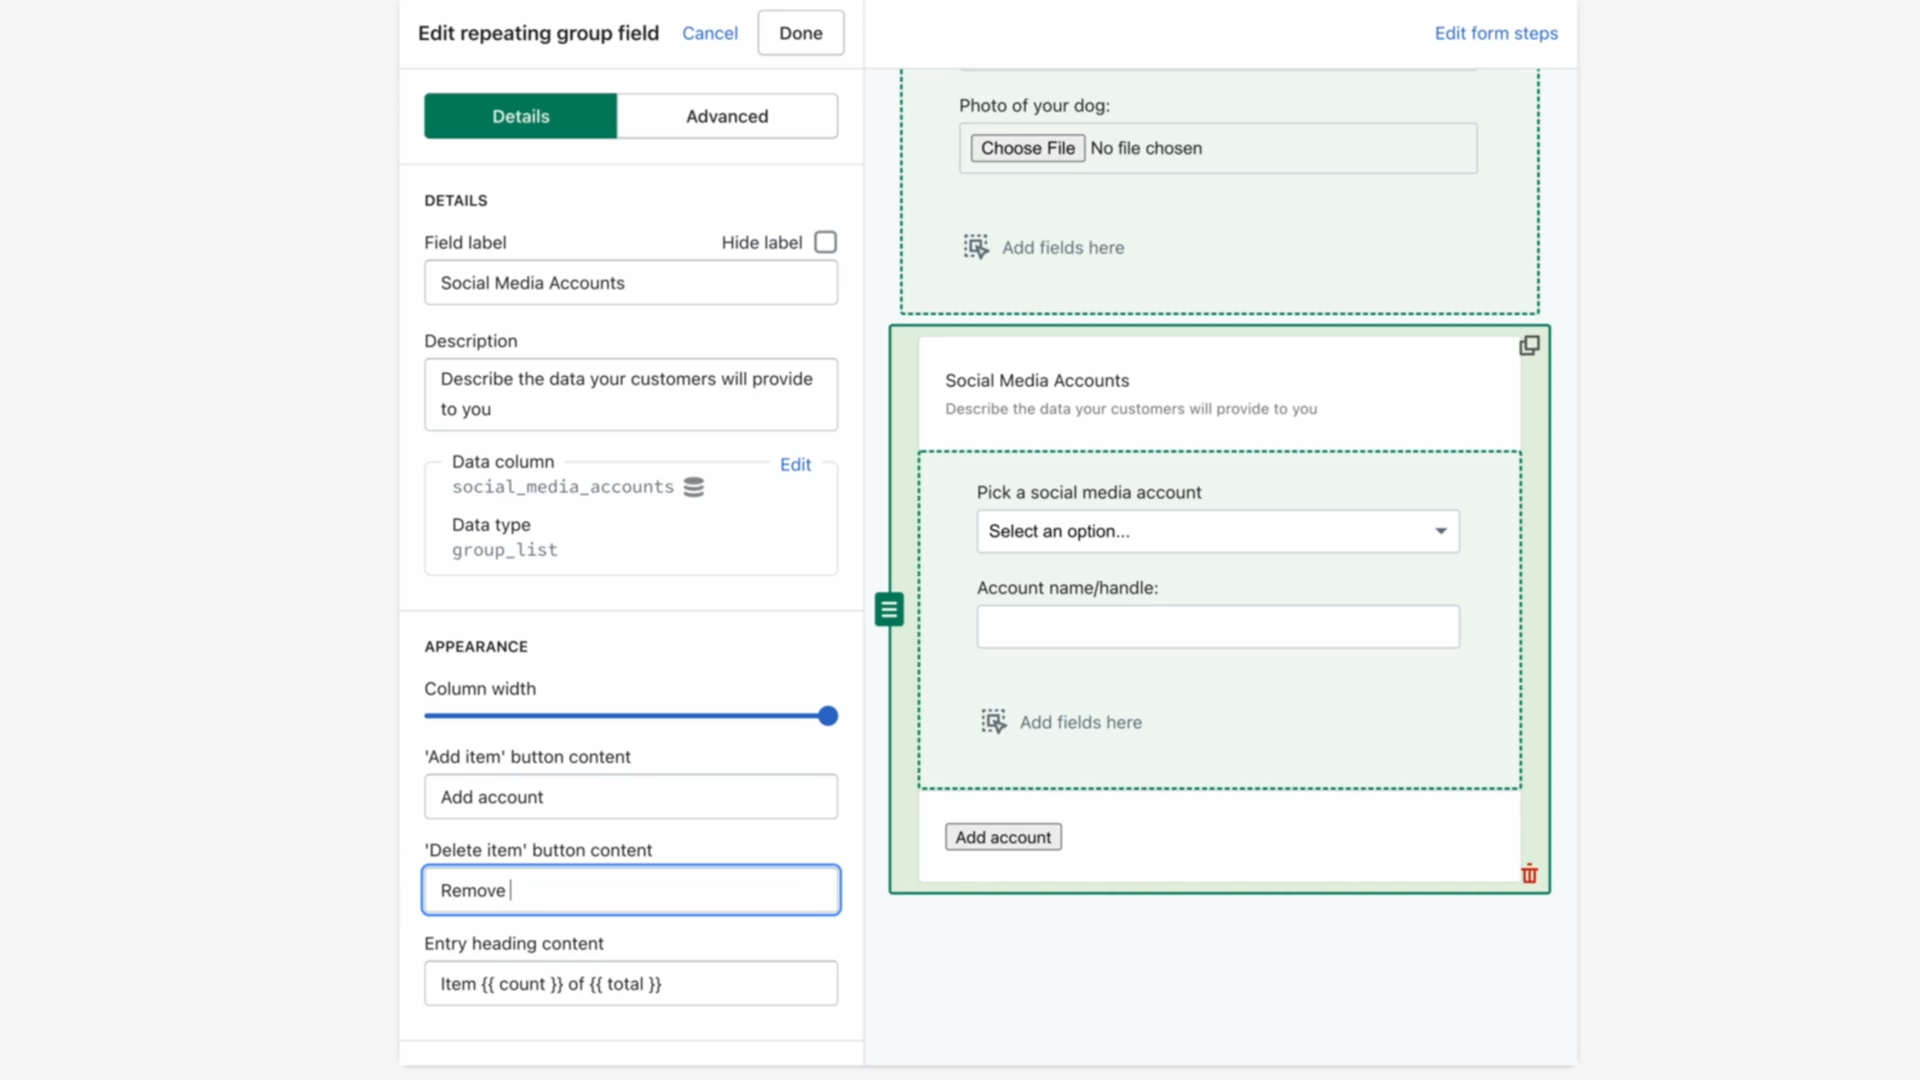 Edit repeating group field
Cancel
Done
Edit form steps
Details
Advanced
DETAILS
Field label
Hide label
Social Media Accounts
Description
Describe the data your customers will provide
to you
Data column
Edit
social_media_accounts
Data type
group_list
APPEARANCE
Column width
'Add item' button content
Add account
'Delete item' button content
Remove
Entry heading content
Item {{ count }} of {{ total }}
Photo of your dog:
Choose File No file chosen
Add fields here
Social Media Accounts
Describe the data your customers will provide to you
Pick a social media account
Select an option...
Account name/handle:
Add fields here
Add account